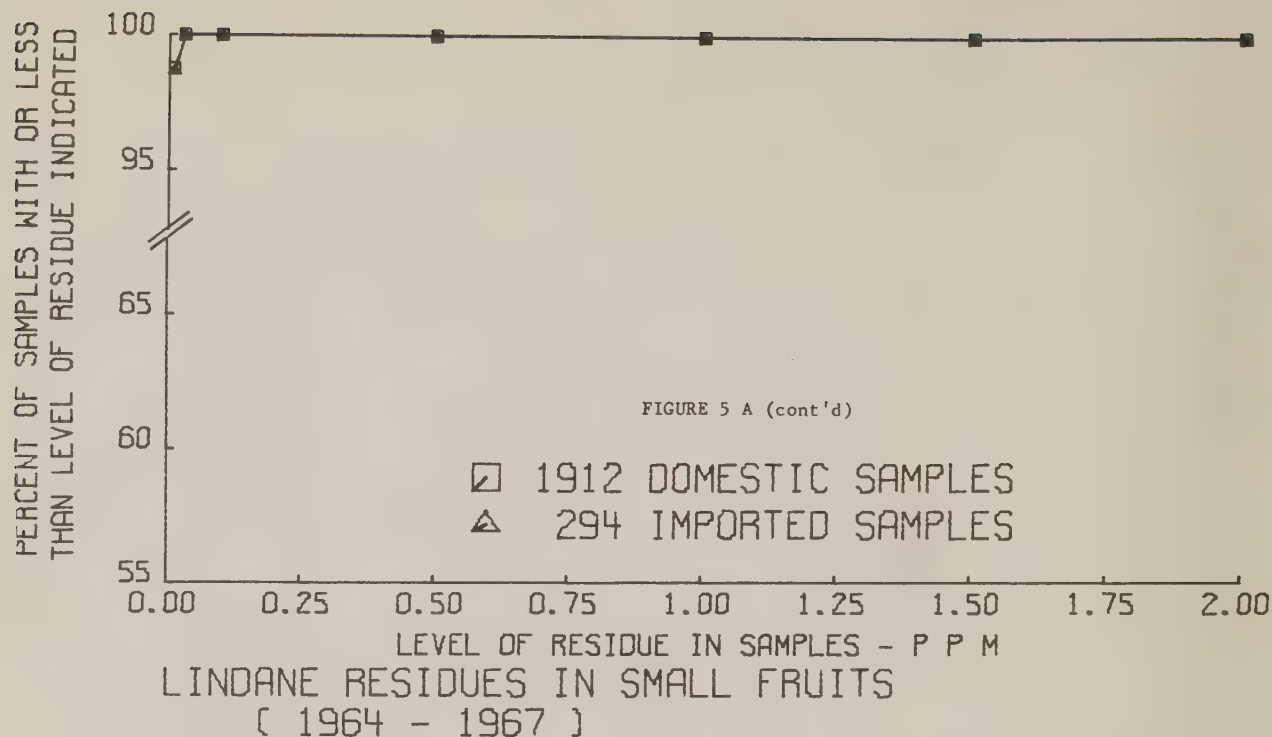 PERCENT OF SAMPLES WITH OR LESS
THAN LEVEL OF RESIDUE INDICATED
100
95
65
60
55
FIGURE 5 A (cont'd)
1912 DOMESTIC SAMPLES
294 IMPORTED SAMPLES
0.00 0.25 0.50 0.75 1.00 1.25 1.50 1.75 2.00
LEVEL OF RESIDUE IN SAMPLES - P P M
LINDANE RESIDUES IN SMALL FRUITS
( 1964 - 1967 )